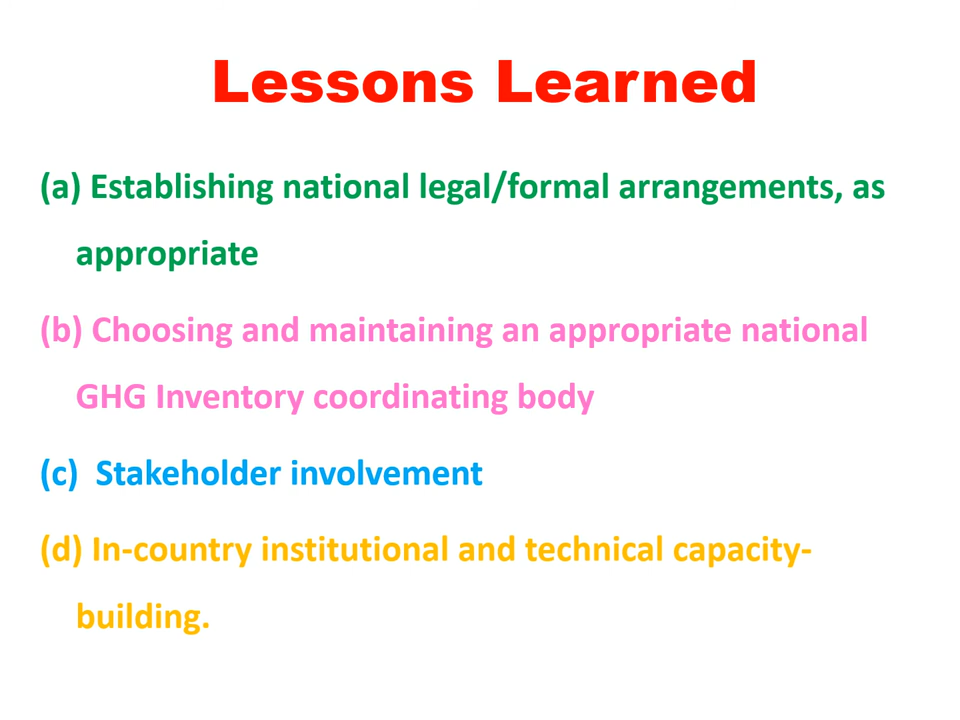 Lessons Learned
(a) Establishing national legal/formal arrangements, as
appropriate
(b) Choosing and maintaining an appropriate national
GHG Inventory coordinating body
(c)  Stakeholder involvement
(d) In-country institutional and technical capacity-
building.